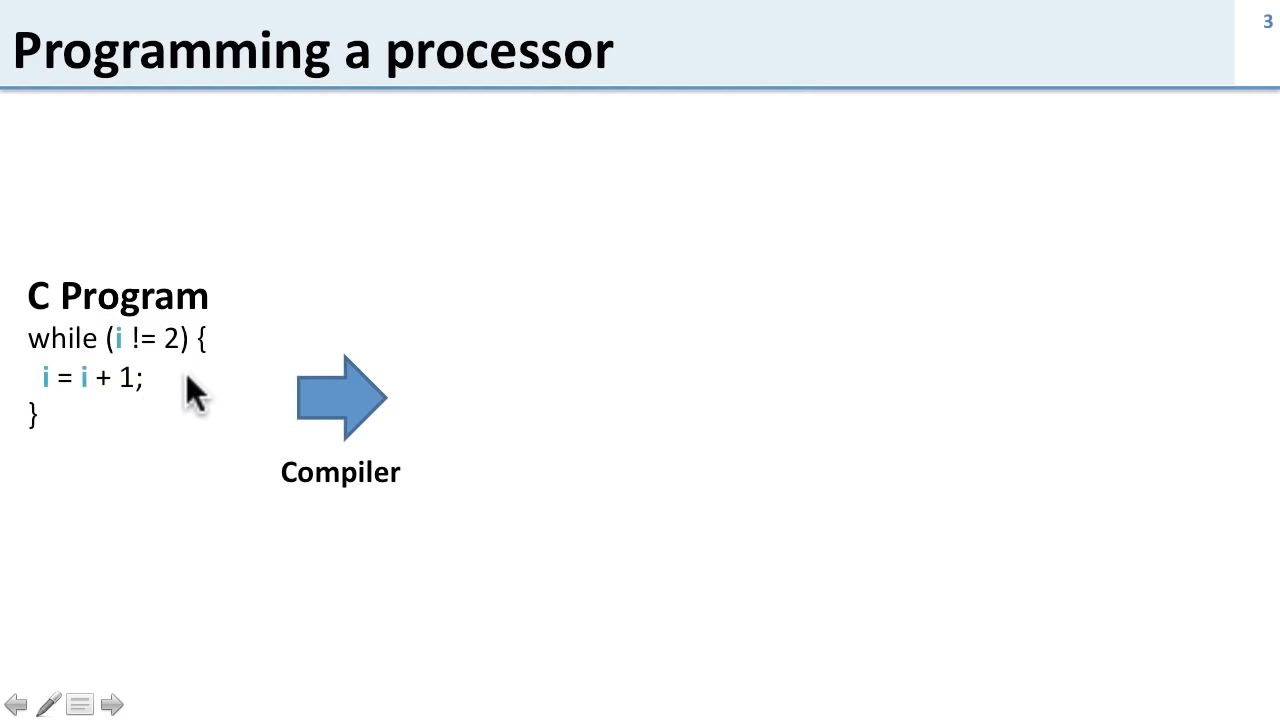 Programming a processor
3
C Program
while (i != 2) {
i = i + 1;
}
Compiler